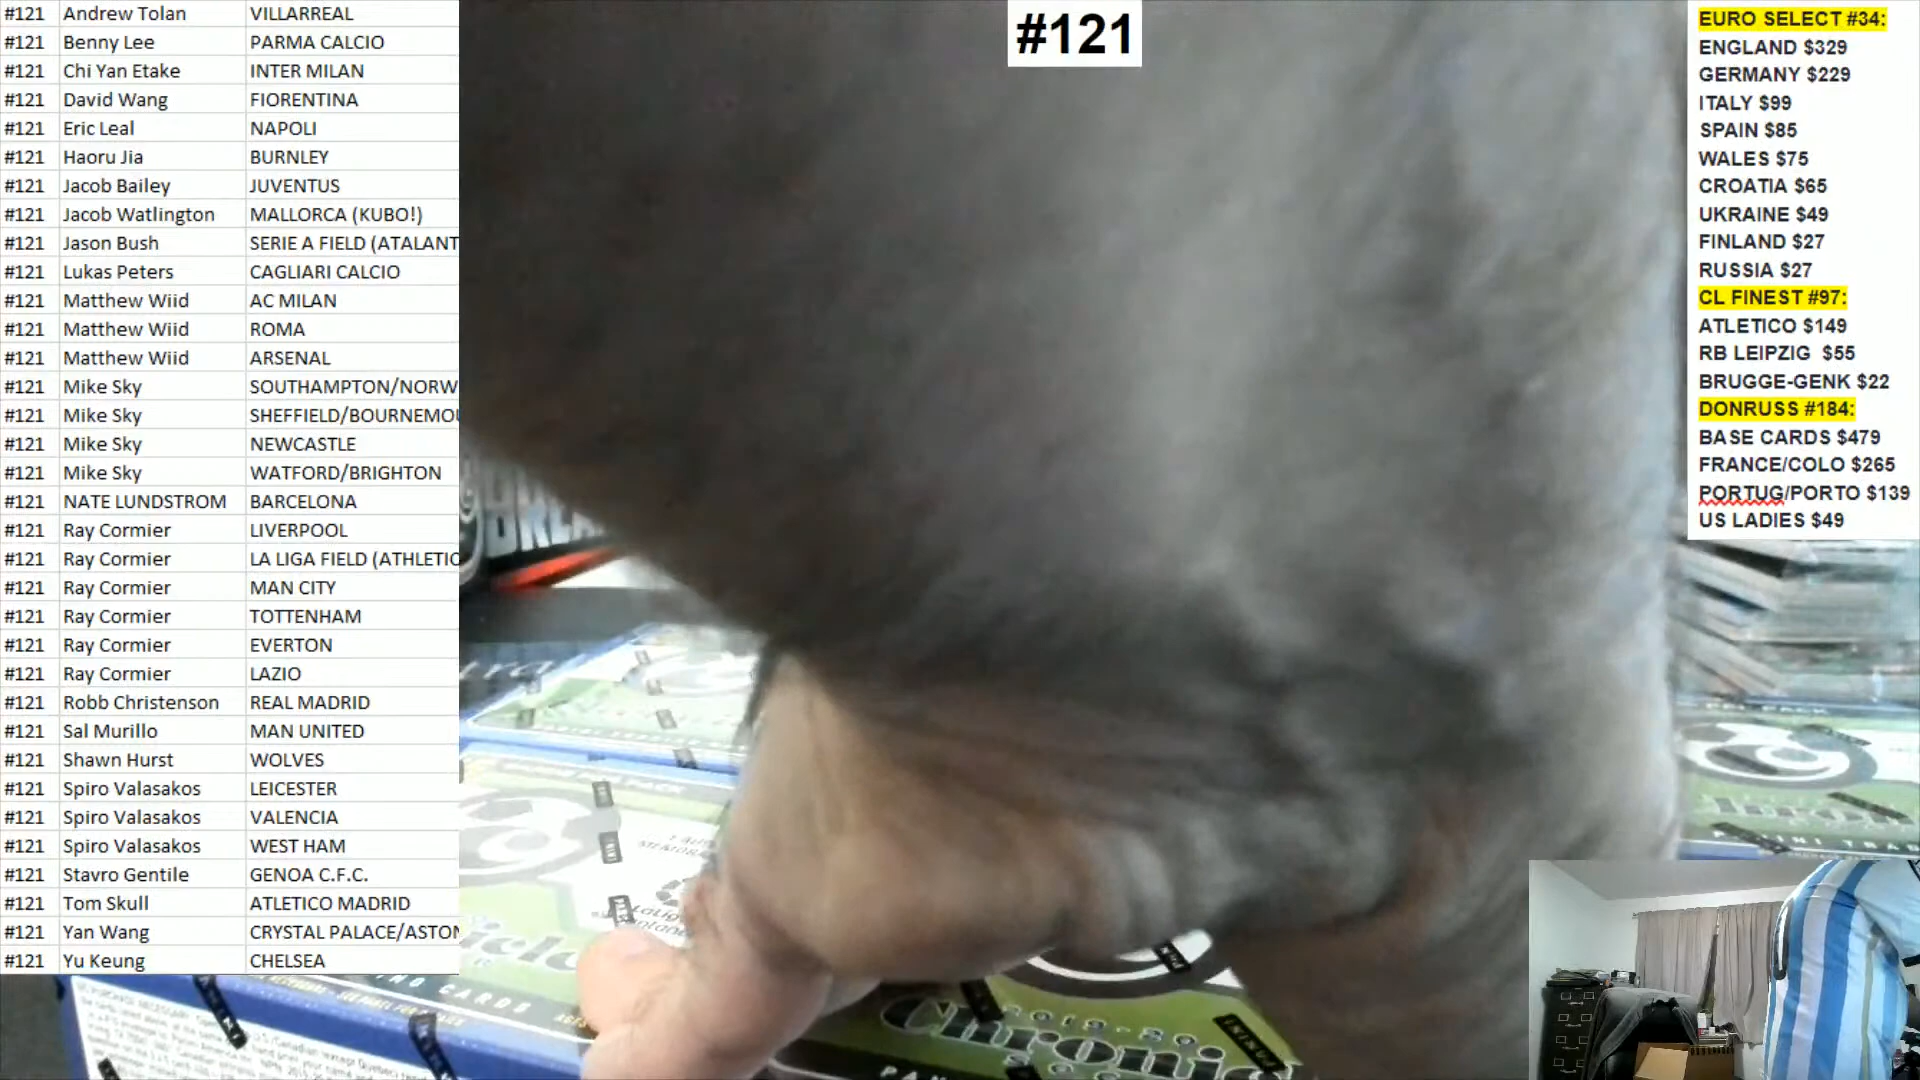 #121 Andrew Tolan VILLARREAL
#121 Benny Lee PARMA CALCIO
#121 Chi Yan Etake INTER MILAN
#121 David Wang FIORENTINA
#121 Eric Leal NAPOLI
#121 Haoru Jia BURNLEY
#121 Jacob Bailey JUVENTUS
#121 Jacob Watlington MALLORCA (KUBO!)
#121 Jason Bush SERIE A FIELD (ATALANT
#121 Lukas Peters CAGLIARI CALCIO
#121 Matthew Wiid AC MILAN
#121 Matthew Wiid ROMA
#121 Matthew Wiid ARSENAL
#121 Mike Sky SOUTHAMPTON/NORW
#121 Mike Sky SHEFFIELD/BOURNEMOU
#121 Mike Sky NEWCASTLE
#121 Mike Sky WATFORD/BRIGHTON
#121 NATE LUNDSTROM BARCELONA
#121 Ray Cormier LIVERPOOL
#121 Ray Cormier LA LIGA FIELD (ATHLETIC
#121 Ray Cormier MAN CITY
#121 Ray Cormier TOTTENHAM
#121 Ray Cormier EVERTON
#121 Ray Cormier LAZIO
#121 Robb Christenson REAL MADRID
#121 Sal Murillo MAN UNITED
#121 Shawn Hurst WOLVES
#121 Spiro Valasakos LEICESTER
#121 Spiro Valasakos VALENCIA
#121 Spiro Valasakos WEST HAM
#121 Stavro Gentile GENOA C.F.C.
#121 Tom Skull ATLETICO MADRID
#121 Yan Wang CRYSTAL PALACE/ASTON
#121 Yu Keung CHELSEA
#121
EURO SELECT #34:
ENGLAND $329
GERMANY $229
ITALY $99
SPAIN $85
WALES $75
CROATIA $65
UKRAINE $49
FINLAND $27
RUSSIA $27
CL FINEST #97:
ATLETICO $149
RB LEIPZIG $55
BRUGGE-GENK $22
DONRUSS #184:
BASE CARDS $479
FRANCE/COLO $265
PORTUG/PORTO $139
US LADIES $49
CARDS
2019-20
Chronic
PANINI